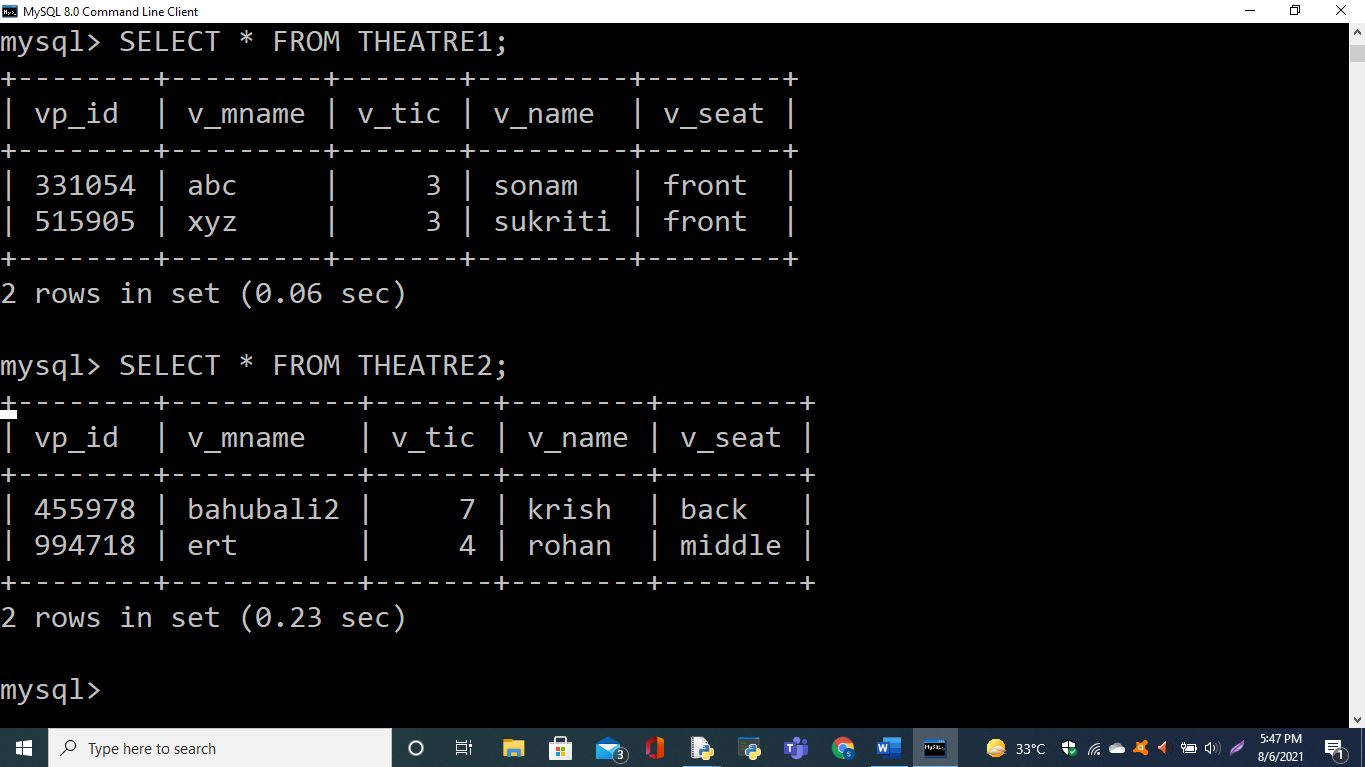 MySQL 8.0 Command Line Client
mysql> SELECT * FROM THEATRE1;
+--------+---------+-------+---------+--------+
| vp_id  | v_mname | v_tic | v_name  | v_seat |
+--------+---------+-------+---------+--------+
| 331054 | abc     |     3 | sonam   | front  |
| 515905 | xyz     |     3 | sukriti | front  |
+--------+---------+-------+---------+--------+
2 rows in set (0.06 sec)
mysql> SELECT * FROM THEATRE2;
+--------+-----------+-------+--------+--------+
| vp_id  | v_mname   | v_tic | v_name | v_seat |
+--------+-----------+-------+--------+--------+
| 455978 | bahubali2 |     7 | krish  | back   |
| 994718 | ert       |     4 | rohan  | middle |
+--------+-----------+-------+--------+--------+
2 rows in set (0.23 sec)
mysql>
Type here to search
3
33°C
5:47 PM
8/6/2021
1